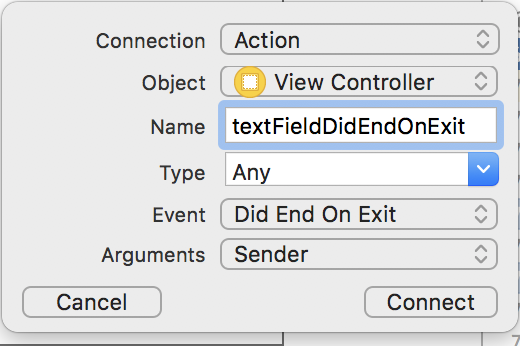 Connection Action
Object View Controller
Name textFieldDidEndOnExit
Type Any
Event Did End On Exit
Arguments Sender
Cancel Connect